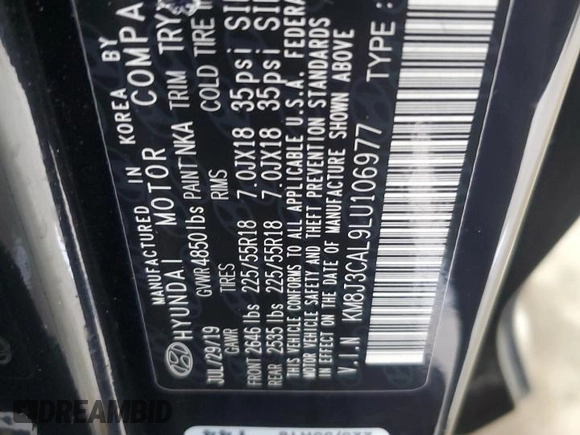 MANUFACTURED IN KOREA BY
HYUNDAI MOTOR COMPA
JUL/29/19 GVWR4850lbs PAINT NKA TRIM TRY
GAWR TIRES RIMS COLD TIRE
FRONT 2646 lbs 225/55R18 7.0JX18 35psi
REAR 2535 lbs 225/55R18 7.0JX18 35psi
THIS VEHICLE CONFORMS TO ALL APPLICABLE U.S.A. FEDERA
MOTOR VEHICLE SAFETY AND THEFT PREVENTION STANDARDS
IN EFFECT ON THE DATE OF MANUFACTURE SHOWN ABOVE
V.I.N KM8J3CAL9LU106977 TYPE :
DREAMBID